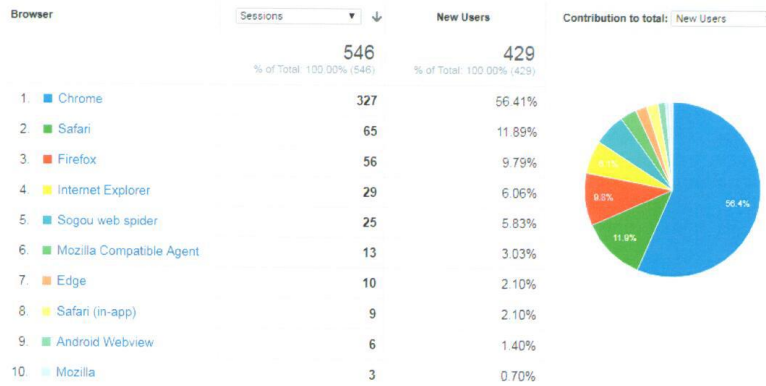 Browser Sessions New Users Contribution to total: New Users
546 429
% of Total: 100.00% (546) % of Total: 100.00% (429)
1. Chrome 327 56.41%
2. Safari 65 11.89%
3. Firefox 56 9.79%
4. Internet Explorer 29 6.06%
5. Sogou web spider 25 5.83%
6. Mozilla Compatible Agent 13 3.03%
7. Edge 10 2.10%
8. Safari (in-app) 9 2.10%
9. Android Webview 6 1.40%
10. Mozilla 3 0.70%
56.4%
11.9%
9.8%
6.1%